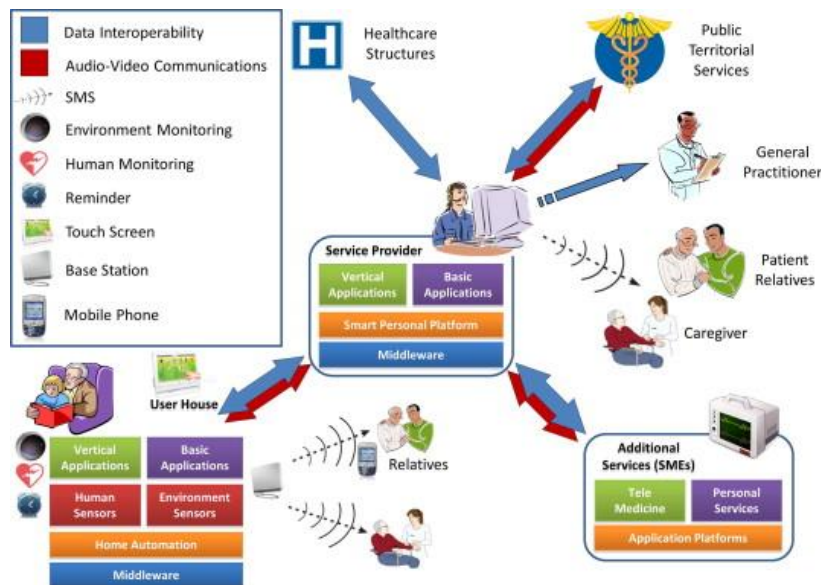 Data Interoperability
Audio-Video Communications
SMS
Environment Monitoring
Human Monitoring
Reminder
Touch Screen
Base Station
Mobile Phone
H
Healthcare
Structures
Public
Territorial
Services
General
Practitioner
Patient
Relatives
Caregiver
Service Provider
Vertical
Applications
Basic
Applications
Smart Personal Platform
Middleware
User House
Vertical
Applications
Basic
Applications
Human
Sensors
Environment
Sensors
Home Automation
Middleware
Relatives
Additional
Services (SMEs)
Tele
Medicine
Personal
Services
Application Platforms